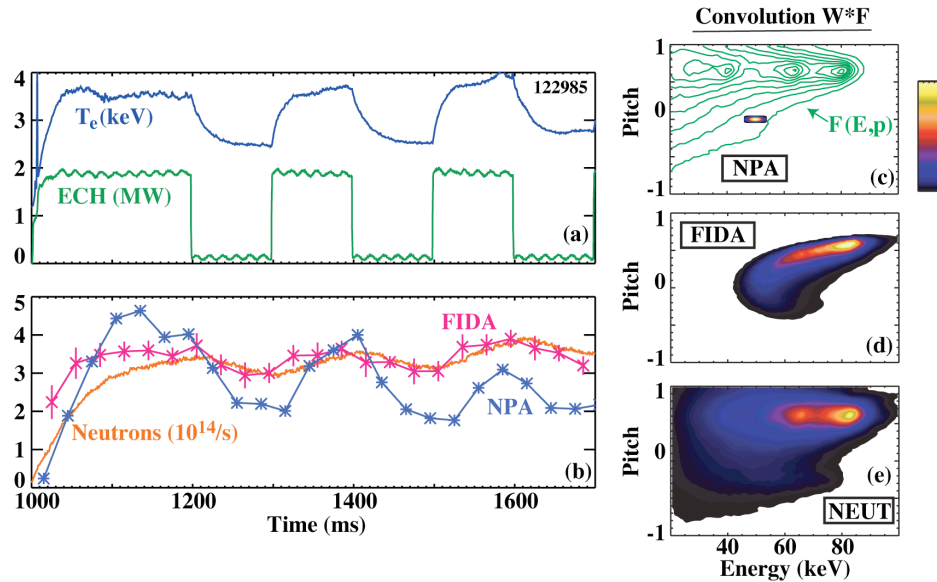 Convolution W*F
122985
T_e(keV)
ECH (MW)
(a)
4
3
2
1
0
FIDA
NPA
Neutrons (10^14/s)
(b)
5
4
3
2
1
0
1000 1200 1400 1600
Time (ms)
Pitch
1
0
-1
F(E,p)
NPA
(c)
Pitch
1
0
-1
FIDA
(d)
Pitch
1
0
-1
(e)
NEUT
40 60 80
Energy (keV)